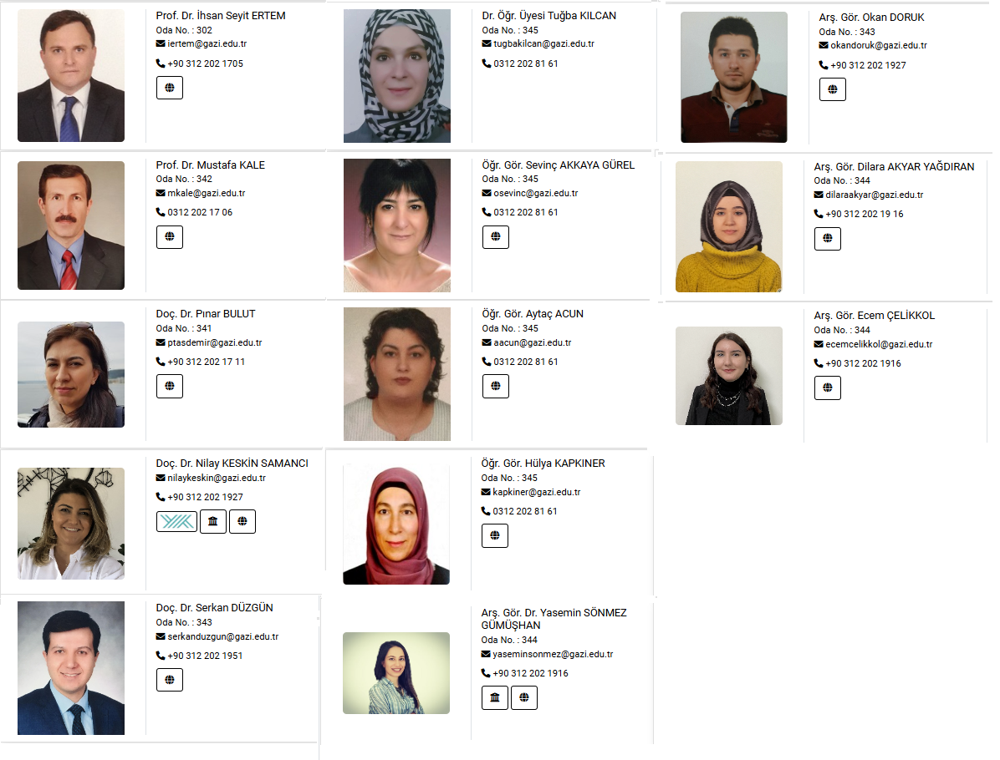 Prof. Dr. İhsan Seyit ERTEM
Oda No. : 302
iertem@gazi.edu.tr
+90 312 202 1705
Prof. Dr. Mustafa KALE
Oda No. : 342
mkale@gazi.edu.tr
0312 202 17 06
Doç. Dr. Pınar BULUT
Oda No. : 341
ptasdemir@gazi.edu.tr
+90 312 202 17 11
Doç. Dr. Nilay KESKİN SAMANCI
nilaykeskin@gazi.edu.tr
+90 312 202 1927
Doç. Dr. Serkan DÜZGÜN
Oda No. : 343
serkanduzgun@gazi.edu.tr
+90 312 202 1951
Dr. Öğr. Üyesi Tuğba KILCAN
Oda No. : 345
tugbakilcan@gazi.edu.tr
0312 202 81 61
Öğr. Gör. Sevinç AKKAYA GÜREL
Oda No. : 345
osevinc@gazi.edu.tr
0312 202 81 61
Öğr. Gör. Aytaç ACUN
Oda No. : 345
aacun@gazi.edu.tr
0312 202 81 61
Öğr. Gör. Hülya KAPKINER
Oda No. : 345
kapkiner@gazi.edu.tr
0312 202 81 61
Arş. Gör. Dr. Yasemin SÖNMEZ
GÜMÜŞHAN
Oda No. : 344
yaseminsonmez@gazi.edu.tr
+90 312 202 1916
Arş. Gör. Okan DORUK
Oda No. : 343
okandoruk@gazi.edu.tr
+90 312 202 1927
Arş. Gör. Dilara AKYAR YAĞDIRAN
Oda No. : 344
dilaraakyar@gazi.edu.tr
+90 312 202 19 16
Arş. Gör. Ecem ÇELİKKOL
Oda No. : 344
ecemcelikkol@gazi.edu.tr
+90 312 202 1916